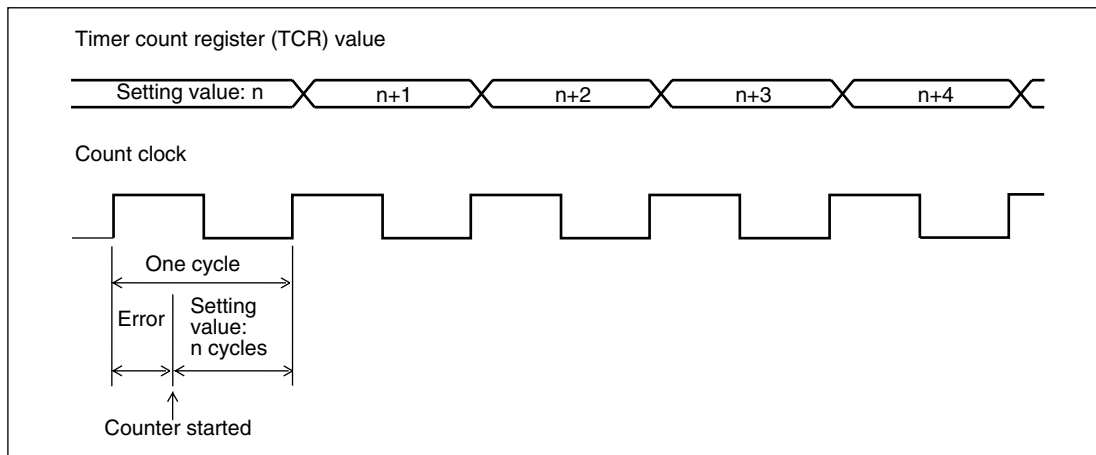 Timer count register (TCR) value
Setting value: n
n+1
n+2
n+3
n+4
Count clock
One cycle
Error
Setting
value:
n cycles
Counter started